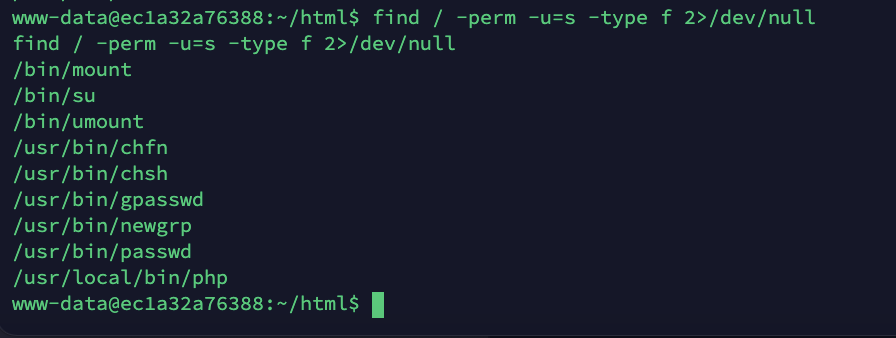 www-data@ec1a32a76388:~/html$ find / -perm -u=s -type f 2>/dev/null
find / -perm -u=s -type f 2>/dev/null
/bin/mount
/bin/su
/bin/umount
/usr/bin/chfn
/usr/bin/chsh
/usr/bin/gpasswd
/usr/bin/newgrp
/usr/bin/passwd
/usr/local/bin/php
www-data@ec1a32a76388:~/html$